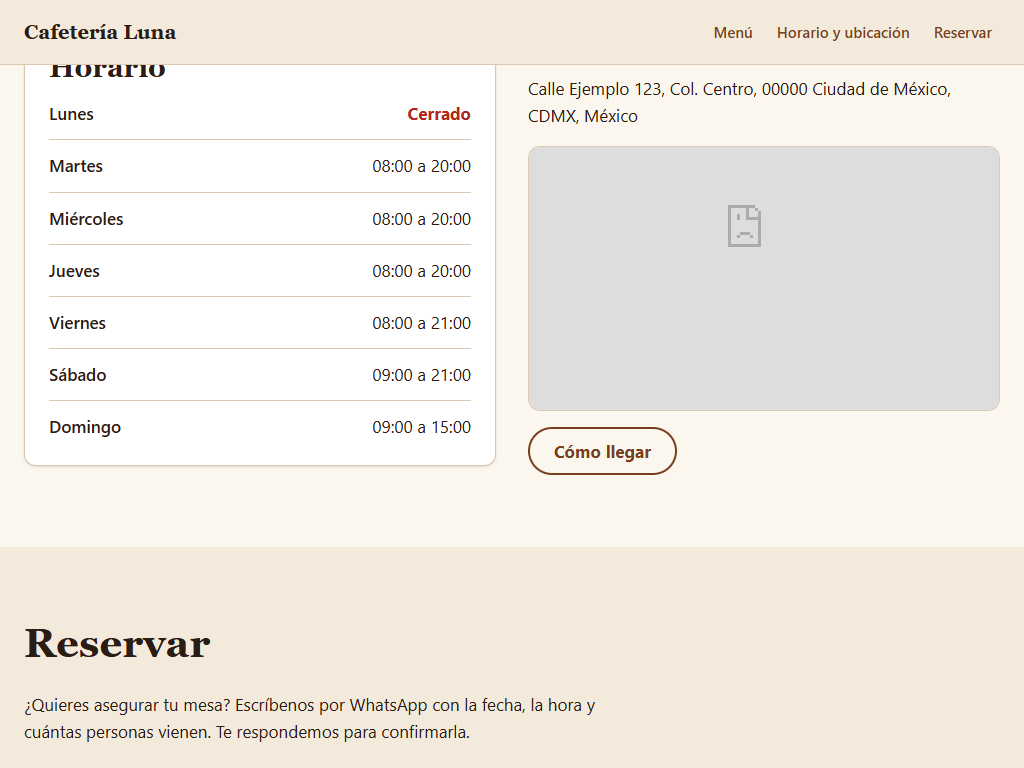 Cafetería Luna
Menú
Horario y ubicación
Reservar
Horario
Lunes
Cerrado
Martes
08:00 a 20:00
Miércoles
08:00 a 20:00
Jueves
08:00 a 20:00
Viernes
08:00 a 21:00
Sábado
09:00 a 21:00
Domingo
09:00 a 15:00
Calle Ejemplo 123, Col. Centro, 00000 Ciudad de México,
CDMX, México
Cómo llegar
Reservar
¿Quieres asegurar tu mesa? Escríbenos por WhatsApp con la fecha, la hora y
cuántas personas vienen. Te respondemos para confirmarla.